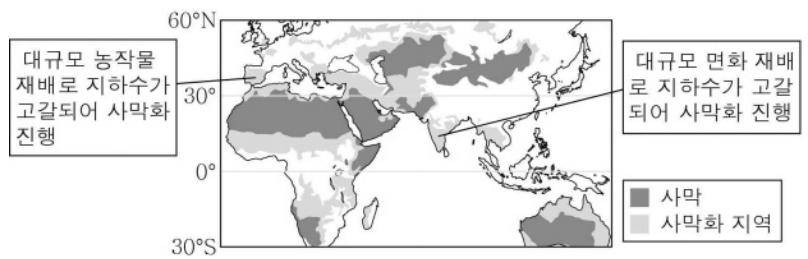 60°N
대규모 농작물
재배로 지하수가
고갈되어 사막화
진행
대규모 면화 재배
로 지하수가 고갈
되어 사막화 진행
30°
0°
30°S
사막
사막화 지역